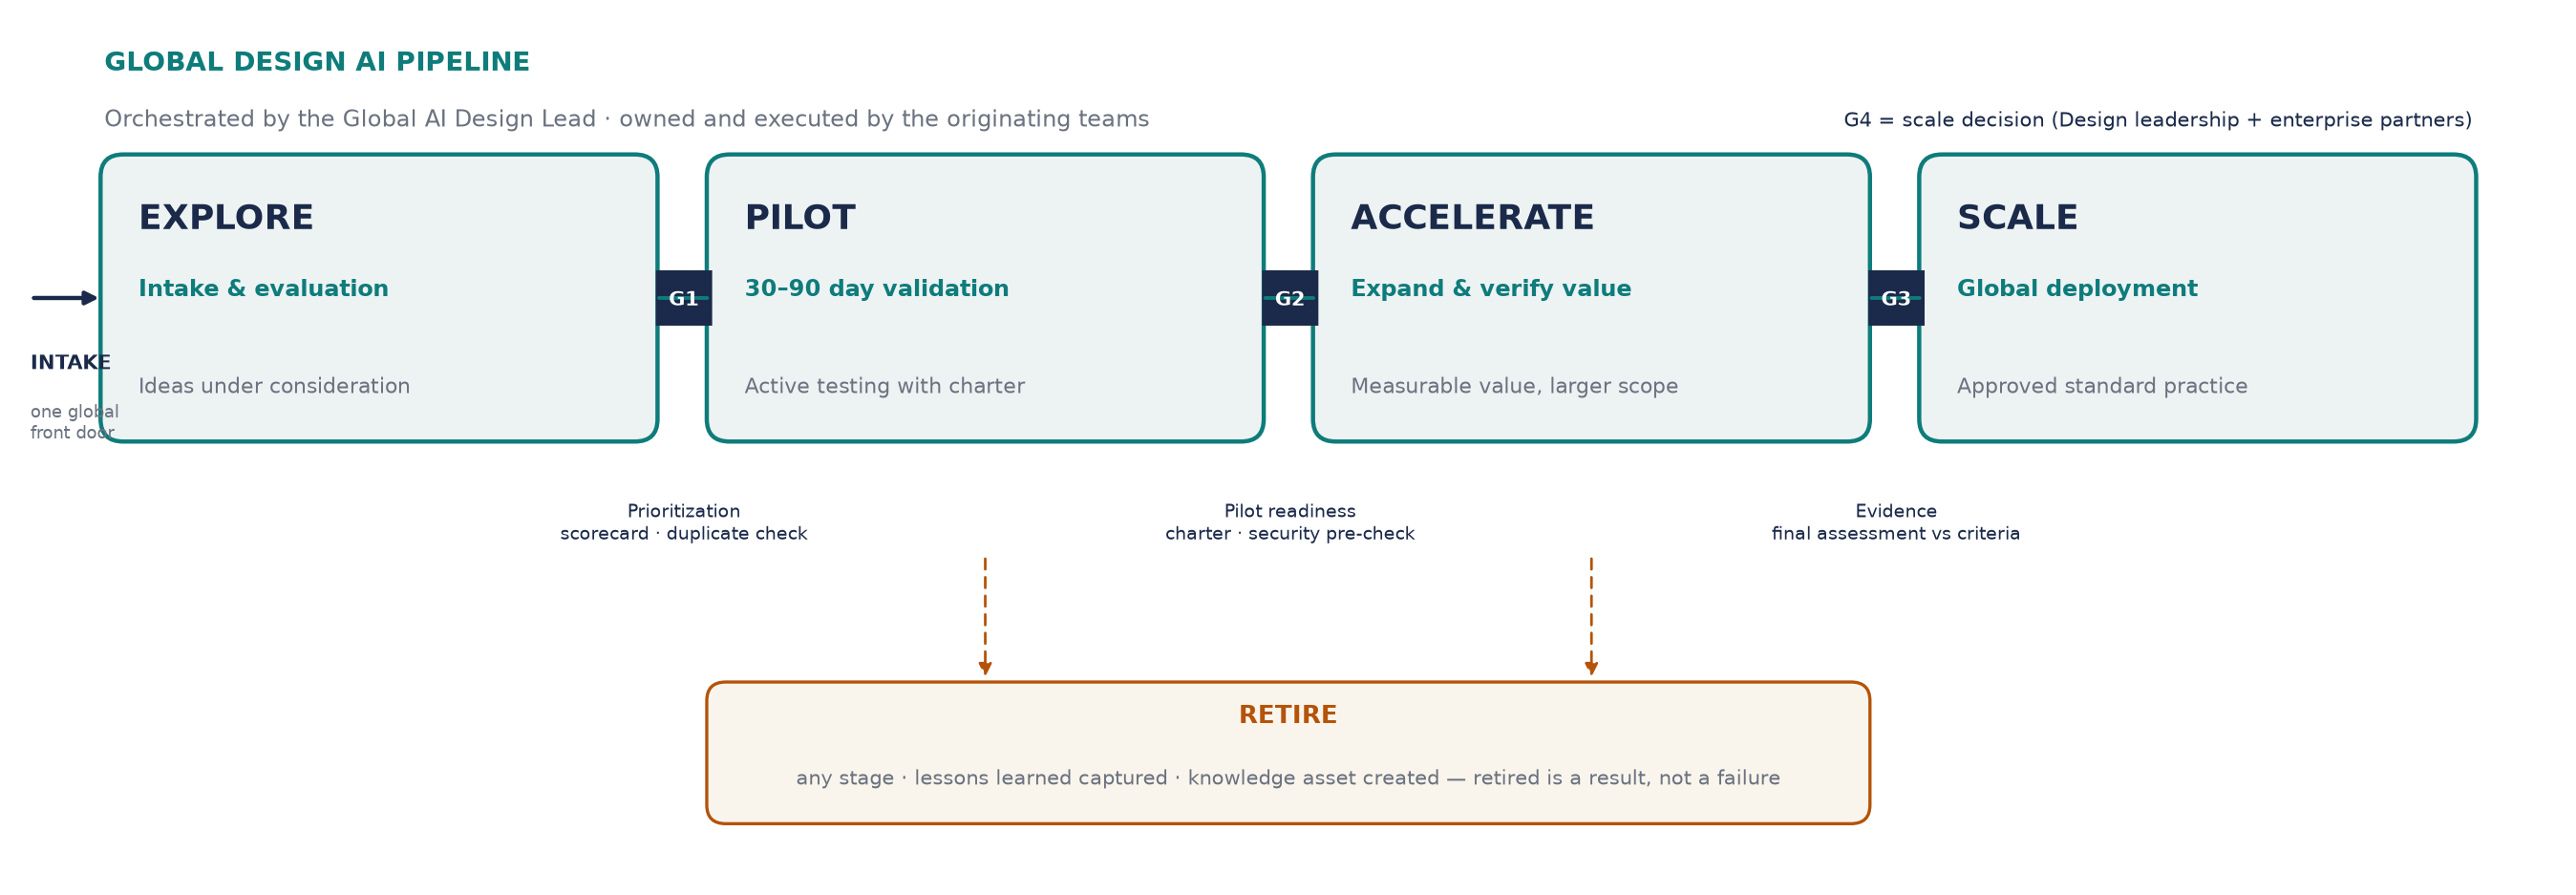 GLOBAL DESIGN AI PIPELINE
Orchestrated by the Global AI Design Lead · owned and executed by the originating teams
G4 = scale decision (Design leadership + enterprise partners)
EXPLORE
Intake & evaluation
Ideas under consideration
PILOT
30–90 day validation
Active testing with charter
ACCELERATE
Expand & verify value
Measurable value, larger scope
SCALE
Global deployment
Approved standard practice
G1
G2
G3
INTAKE
one global
front door
Prioritization
scorecard · duplicate check
Pilot readiness
charter · security pre-check
Evidence
final assessment vs criteria
RETIRE
any stage · lessons learned captured · knowledge asset created — retired is a result, not a failure